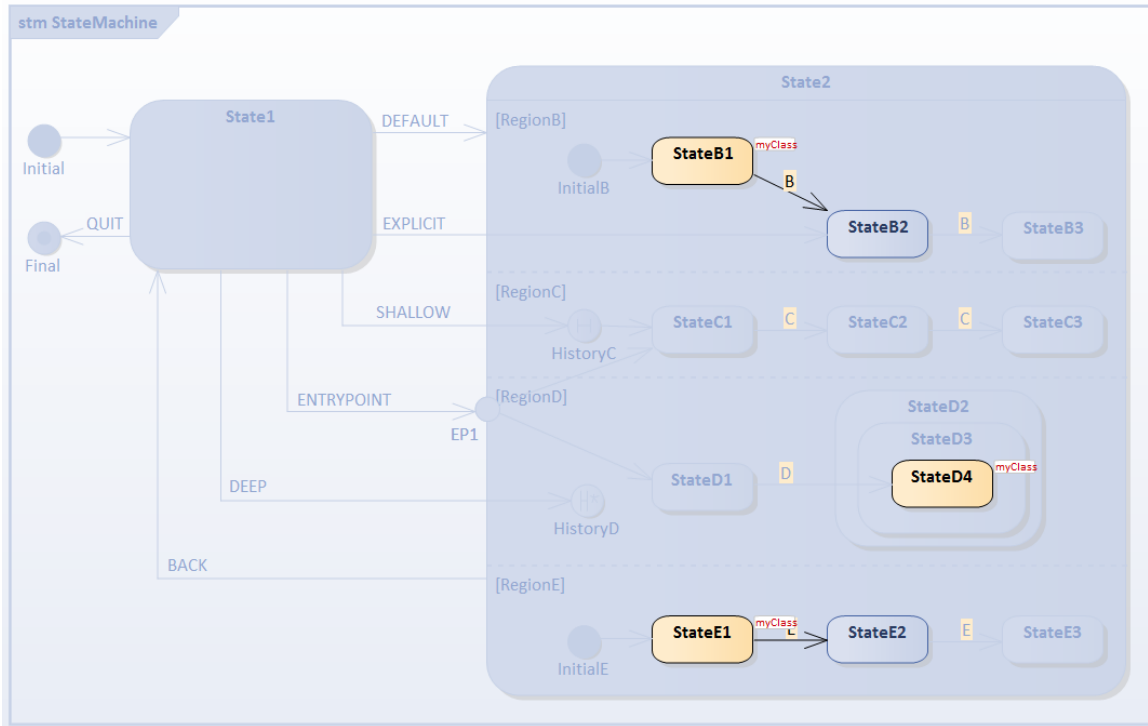 stm StateMachine
State2
State1
DEFAULT
[RegionB]
Initial
InitialB
StateB1
myClass
B
QUIT
EXPLICIT
StateB2
B
StateB3
Final
[RegionC]
SHALLOW
H
HistoryC
StateC1
C
StateC2
C
StateC3
ENTRYPOINT
EP1
[RegionD]
StateD2
StateD3
StateD1
D
StateD4
myClass
DEEP
H*
HistoryD
BACK
[RegionE]
InitialE
StateE1
myClass
E
StateE2
E
StateE3